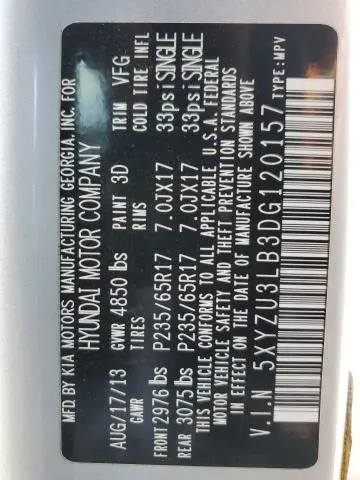 MFD. BY KIA MOTORS MANUFACTURING GEORGIA, INC. FOR
HYUNDAI MOTOR COMPANY
AUG/17/13 GVWR 4850 lbs PAINT 3D TRIM VFG
GAWR TIRES RIMS COLD TIRE INFL
FRONT 2976 lbs P235/65R17 7.0JX17 33psi SINGLE
REAR 3075 lbs P235/65R17 7.0JX17 33psi SINGLE
THIS VEHICLE CONFORMS TO ALL APPLICABLE U.S.A. FEDERAL
MOTOR VEHICLE SAFETY AND THEFT PREVENTION STANDARDS
IN EFFECT ON THE DATE OF MANUFACTURE SHOWN ABOVE.
V.I.N 5XYZU3LB3DG120157 TYPE:MPV